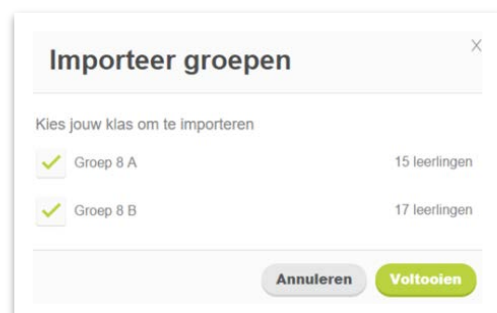 Importeer groepen
X
Kies jouw klas om te importeren
Groep 8 A 15 leerlingen
Groep 8 B 17 leerlingen
Annuleren Voltooien